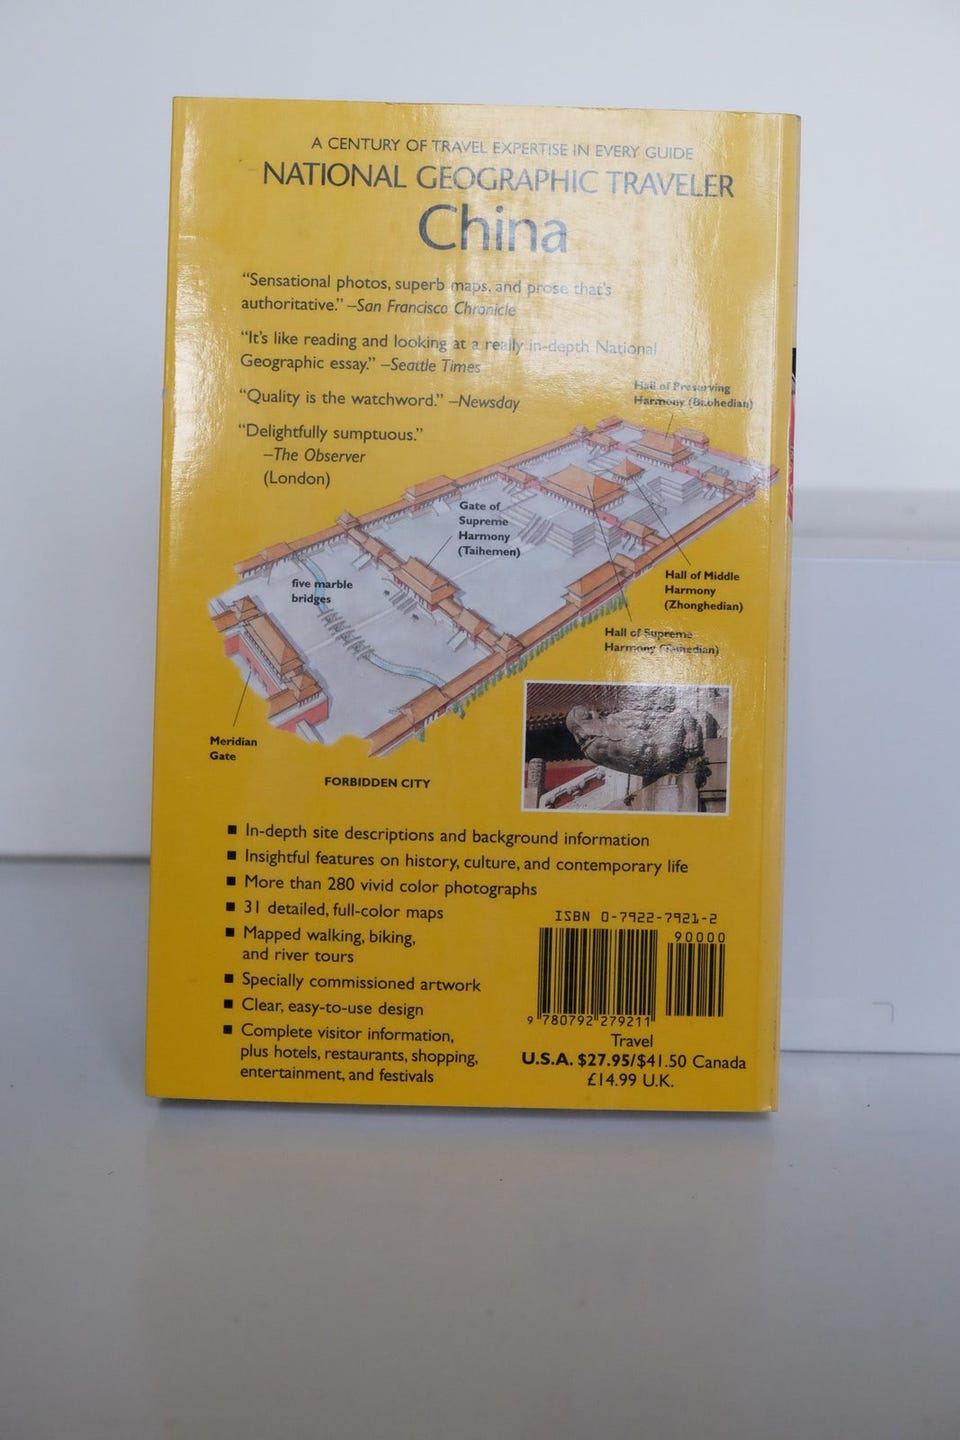 A CENTURY OF TRAVEL EXPERTISE IN EVERY GUIDE
NATIONAL GEOGRAPHIC TRAVELER
China
“Sensational photos, superb maps, and prose that’s
authoritative.” –San Francisco Chronicle
“It’s like reading and looking at a really in-depth National
Geographic essay.” –Seattle Times
“Quality is the watchword.” –Newsday
“Delightfully sumptuous.”
–The Observer
(London)
Hall of Preserving
Harmony (Baohedian)
Gate of
Supreme
Harmony
(Taihemen)
five marble
bridges
Hall of Middle
Harmony
(Zhonghedian)
Hall of Supreme
Harmony (Taihedian)
Meridian
Gate
FORBIDDEN CITY
■ In-depth site descriptions and background information
■ Insightful features on history, culture, and contemporary life
■ More than 280 vivid color photographs
■ 31 detailed, full-color maps
■ Mapped walking, biking,
and river tours
■ Specially commissioned artwork
■ Clear, easy-to-use design
■ Complete visitor information,
plus hotels, restaurants, shopping,
entertainment, and festivals
ISBN 0-7922-7921-2
90000
9 780792 279211
Travel
U.S.A. $27.95/$41.50 Canada
£14.99 U.K.